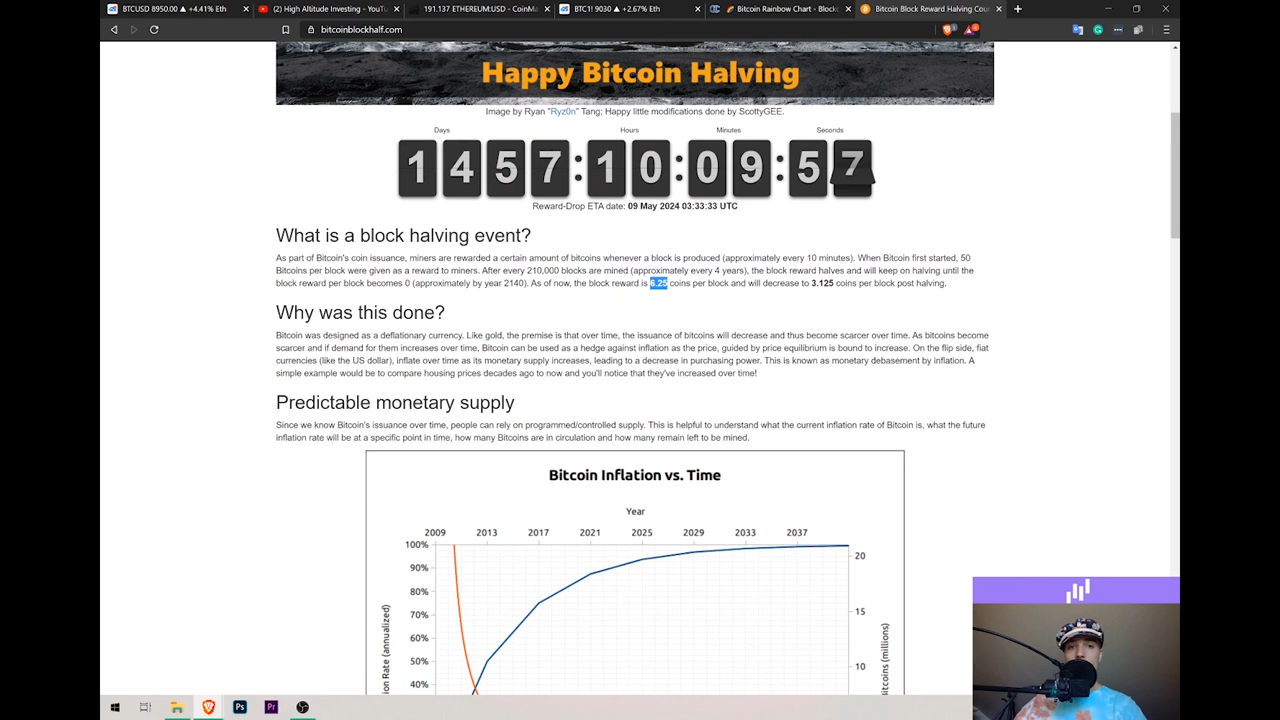 BTCUSD 8950.00 ▲ +4.41% Eth
(2) High Altitude Investing - YouTu
191.137 ETHEREUM:USD - CoinMa
BTC1! 9030 ▲ +2.67% Eth
Bitcoin Rainbow Chart - Blockc
Bitcoin Block Reward Halving Cou
bitcoinblockhalf.com
Happy Bitcoin Halving
Image by Ryan "Ryz0n" Tang; Happy little modifications done by ScottyGEE.
Days Hours Minutes Seconds
1457:10:09:57
Reward-Drop ETA date: 09 May 2024 03:33:33 UTC
What is a block halving event?
As part of Bitcoin's coin issuance, miners are rewarded a certain amount of bitcoins whenever a block is produced (approximately every 10 minutes). When Bitcoin first started, 50
Bitcoins per block were given as a reward to miners. After every 210,000 blocks are mined (approximately every 4 years), the block reward halves and will keep on halving until the
block reward per block becomes 0 (approximately by year 2140). As of now, the block reward is 6.25 coins per block and will decrease to 3.125 coins per block post halving.
Why was this done?
Bitcoin was designed as a deflationary currency. Like gold, the premise is that over time, the issuance of bitcoins will decrease and thus become scarcer over time. As bitcoins become
scarcer and if demand for them increases over time, Bitcoin can be used as a hedge against inflation as the price, guided by price equilibrium is bound to increase. On the flip side, fiat
currencies (like the US dollar), inflate over time as its monetary supply increases, leading to a decrease in purchasing power. This is known as monetary debasement by inflation. A
simple example would be to compare housing prices decades ago to now and you'll notice that they've increased over time!
Predictable monetary supply
Since we know Bitcoin's issuance over time, people can rely on programmed/controlled supply. This is helpful to understand what the current inflation rate of Bitcoin is, what the future
inflation rate will be at a specific point in time, how many Bitcoins are in circulation and how many remain left to be mined.
Bitcoin Inflation vs. Time
Year
2009 2013 2017 2021 2025 2029 2033 2037
100%
90%
80%
70%
60%
50%
40%
ion Rate (annualized)
20
15
10
Bitcoins (millions)
Ps
Pr